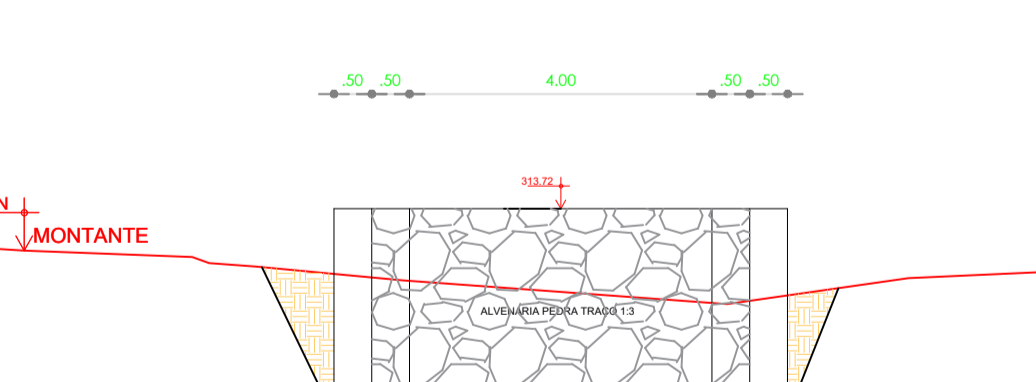 .50 .50 4.00 .50 .50
313.72
N
MONTANTE
ALVENARIA PEDRA TRAÇO 1:3